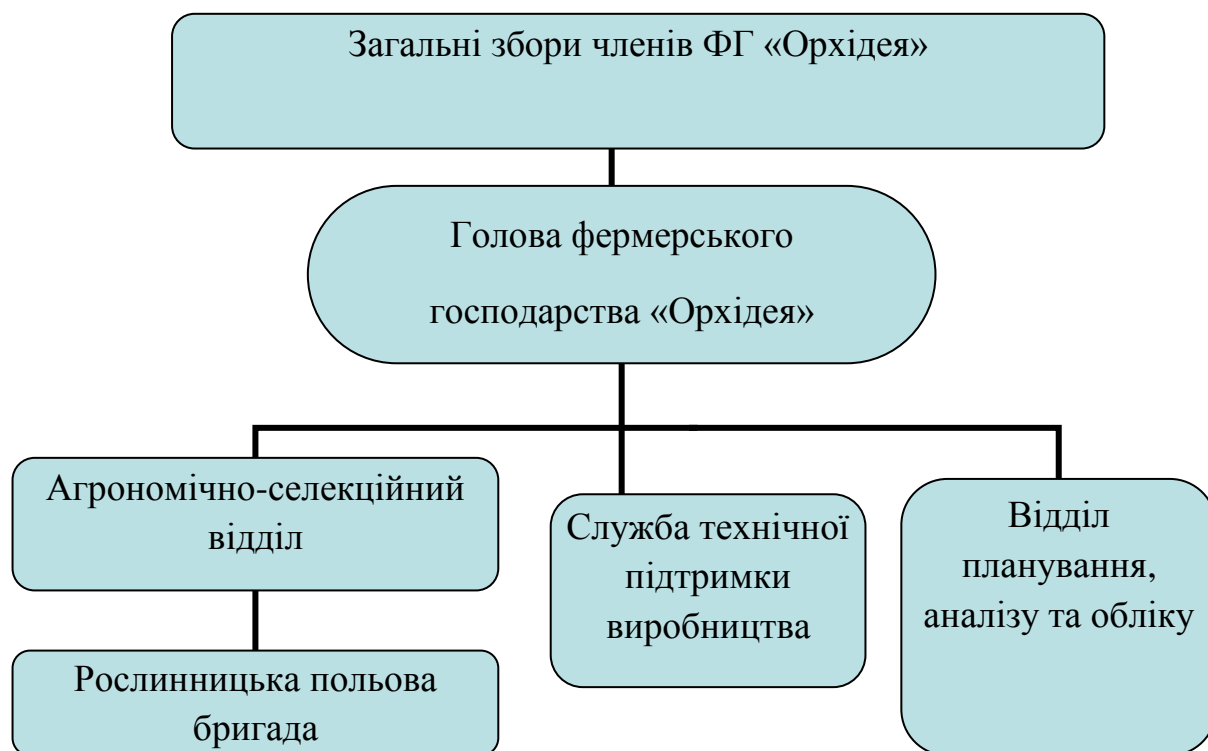 Загальні збори членів ФГ «Орхідея»
Голова фермерського
господарства «Орхідея»
Агрономічно-селекційний
відділ
Служба технічної
підтримки
виробництва
Відділ
планування,
аналізу та обліку
Рослинницька польова
бригада